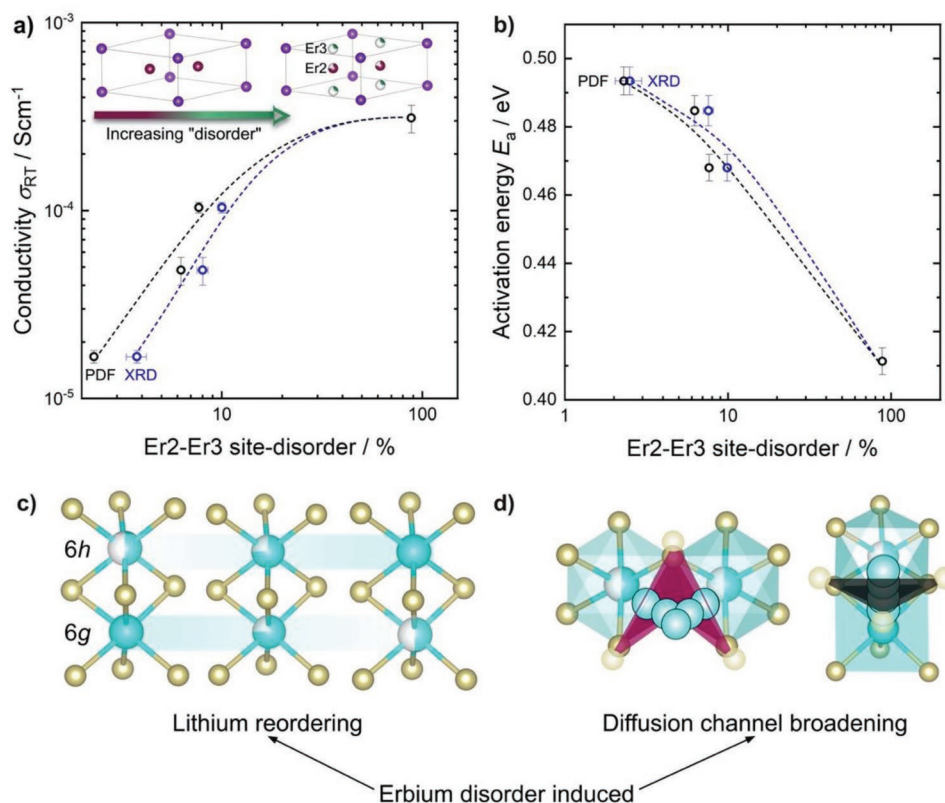 a)
10⁻³
10⁻⁴
10⁻⁵
Conductivity σRT / Scm⁻¹
Er3
Er2
Increasing "disorder"
PDF
XRD
10
100
Er2-Er3 site-disorder / %
b)
0.50
0.48
0.46
0.44
0.42
0.40
Activation energy Ea / eV
PDF
XRD
1
10
100
Er2-Er3 site-disorder / %
c)
6h
6g
Lithium reordering
d)
Diffusion channel broadening
Erbium disorder induced